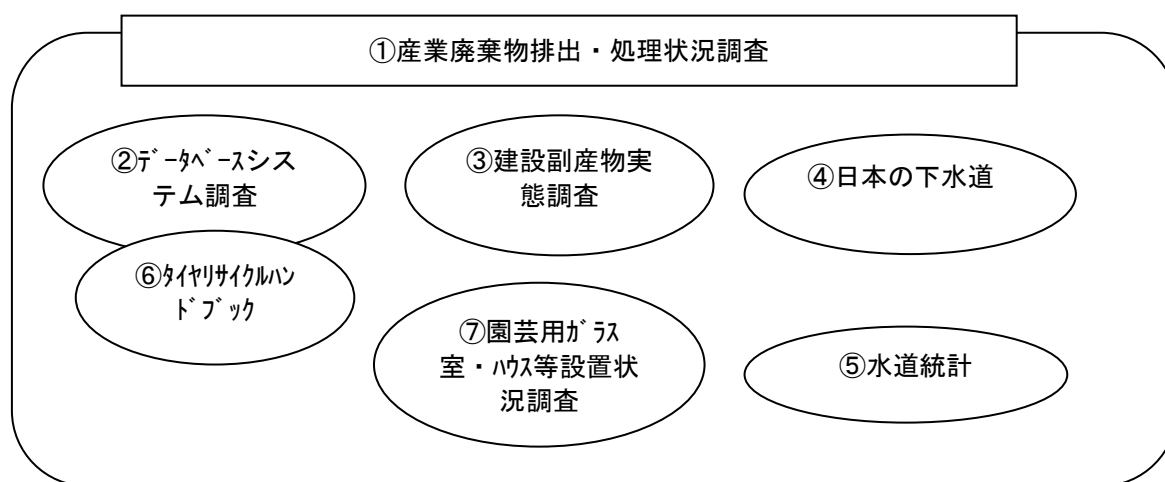 ①産業廃棄物排出・処理状況調査
②ﾃﾞｰﾀﾍﾞｰｽシス
テム調査
③建設副産物実
態調査
④日本の下水道
⑥ﾀｲﾔﾘｻｲｸﾙﾊﾝ
ﾄﾞﾌﾞｯｸ
⑦園芸用ｶﾞﾗｽ
室・ﾊｳｽ等設置状
況調査
⑤水道統計